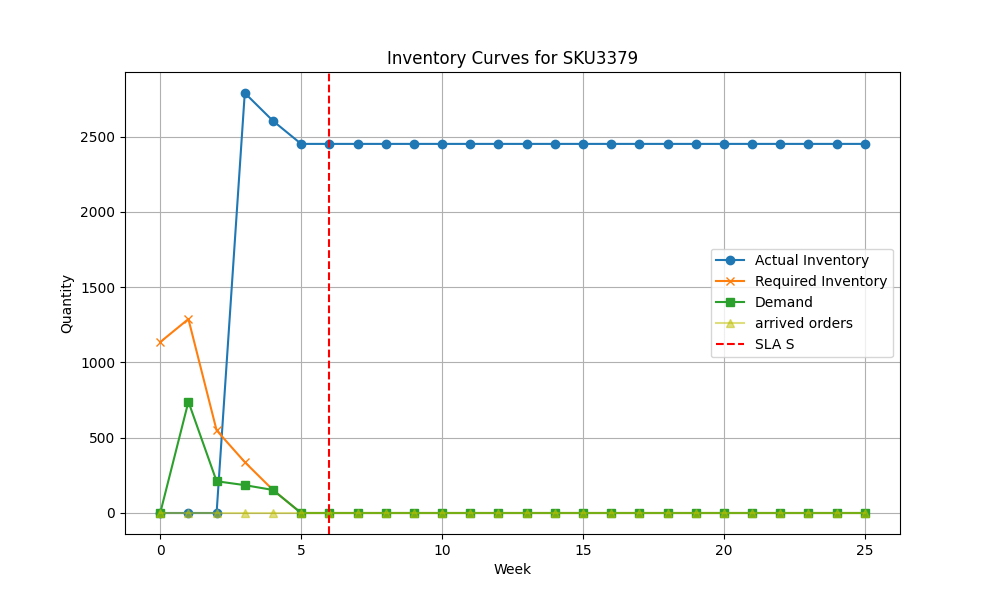 Inventory Curves for SKU3379
Quantity
2500
2000
1500
1000
500
0
Actual Inventory
Required Inventory
Demand
arrived orders
SLA S
0 5 10 15 20 25
Week